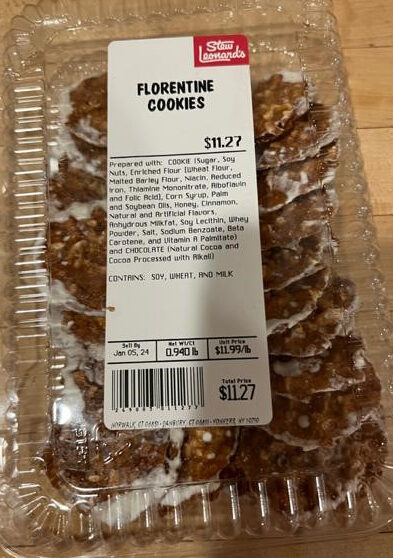 Stew
Leonard's
FLORENTINE
COOKIES
$11.27
Prepared with: COOKIE (Sugar, Soy
Nuts, Enriched Flour [Wheat Flour,
Malted Barley Flour, Niacin, Reduced
Iron, Thiamine Mononitrate, Riboflavin
and Folic Acid], Corn Syrup, Palm
and Soybean Oils, Honey, Cinnamon,
Natural and Artificial Flavors,
Anhydrous Milkfat, Soy Lecithin, Whey
Powder, Salt, Sodium Benzoate, Beta
Carotene, and Vitamin A Palmitate)
and CHOCOLATE (Natural Cocoa and
Cocoa Processed with Alkali)
CONTAINS: SOY, WHEAT, AND MILK
Sell By Net Wt/Ct Unit Price
Jan 05, 24 0.940 lb $11.99/lb
Total Price
$11.27
NORWALK, CT DANBURY, CT YONKERS, NY 10710